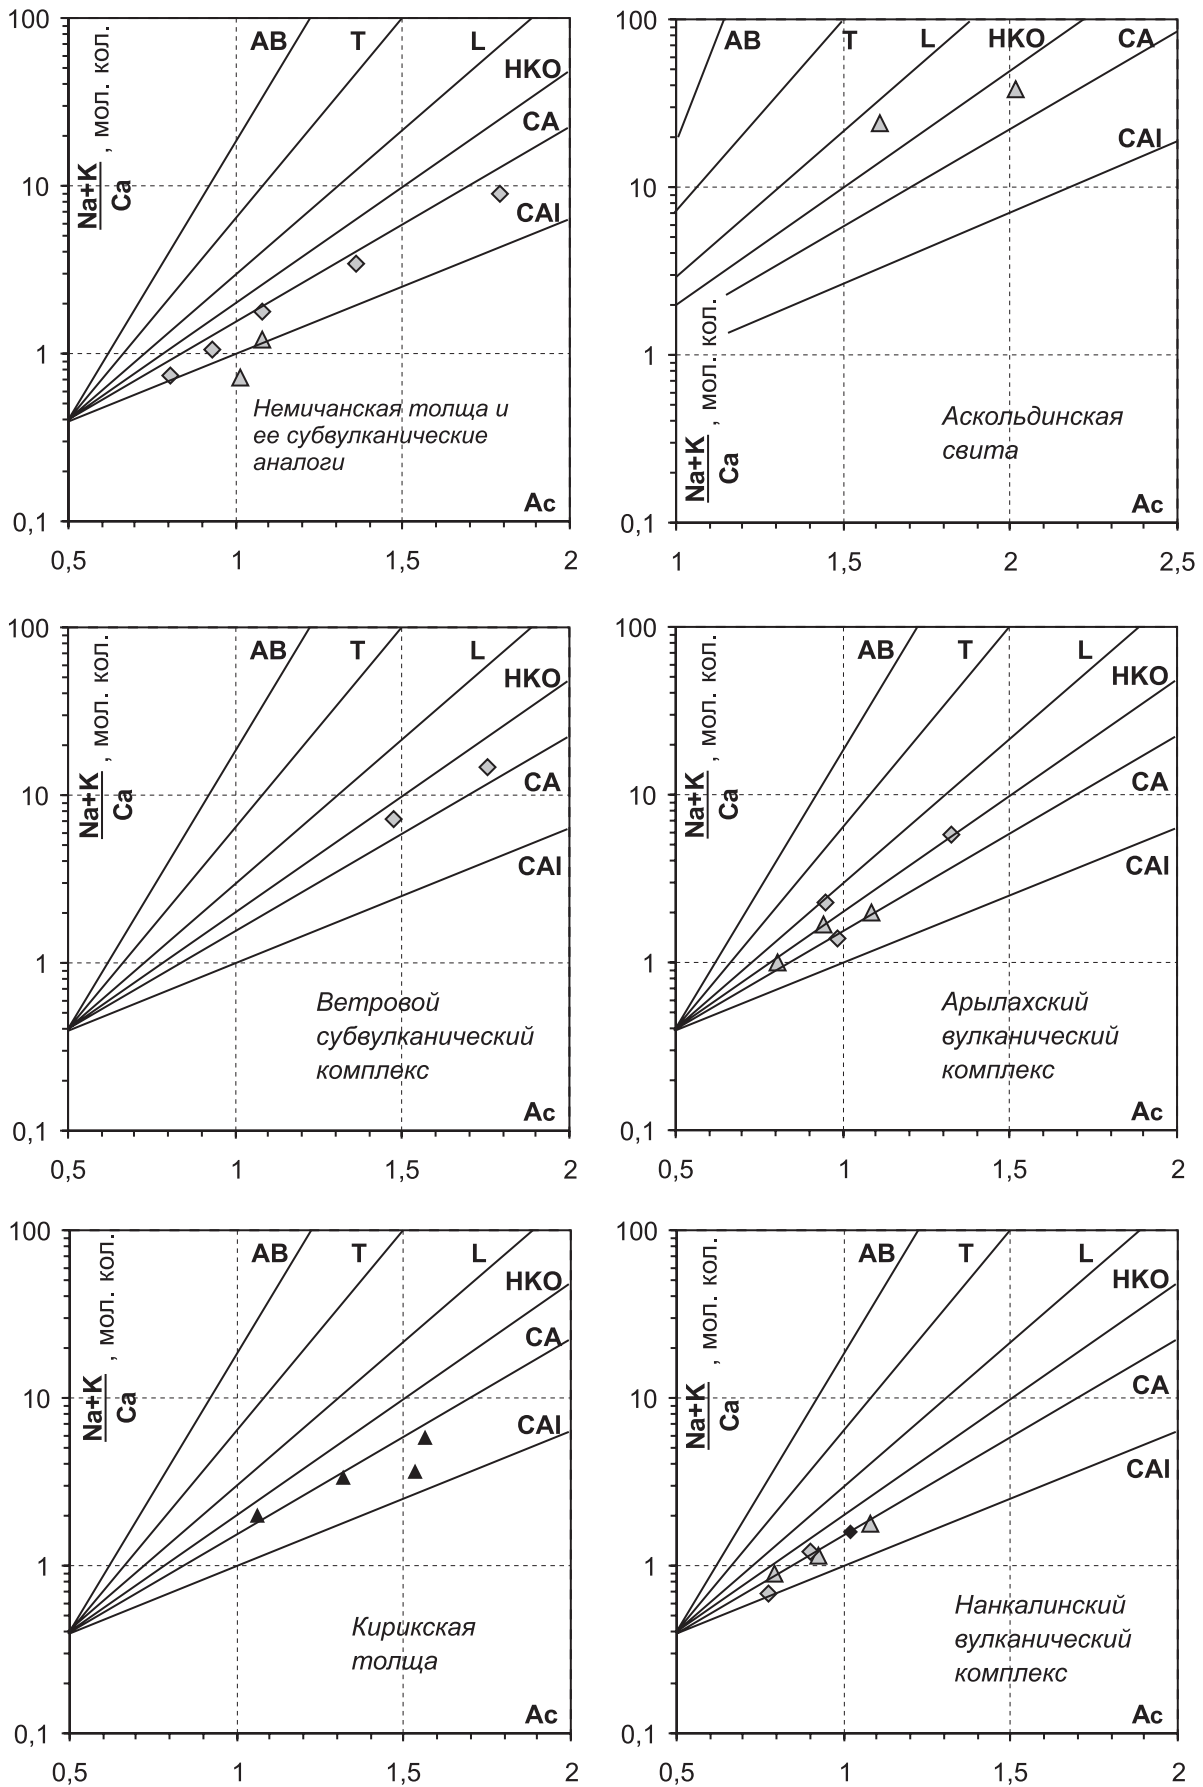 100
10
1
0,1
Na+K
Ca
, мол. кол.
AB
T
L
HKO
CA
CAI
Немичанская толща и
ее субвулканические
аналоги
Ac
0,5
1
1,5
2
100
10
1
0,1
Na+K
Ca
, мол. кол.
AB
T
L
HKO
CA
CAI
Аскольдинская
свита
Ac
1
1,5
2
2,5
100
10
1
0,1
Na+K
Ca
, мол. кол.
AB
T
L
HKO
CA
CAI
Ветровой
субвулканический
комплекс
Ac
0,5
1
1,5
2
100
10
1
0,1
Na+K
Ca
, мол. кол.
AB
T
L
HKO
CA
CAI
Арылахский
вулканический
комплекс
Ac
0,5
1
1,5
2
100
10
1
0,1
Na+K
Ca
, мол. кол.
AB
T
L
HKO
CA
CAI
Кирикская
толща
Ac
0,5
1
1,5
2
100
10
1
0,1
Na+K
Ca
, мол. кол.
AB
T
L
HKO
CA
CAI
Нанкалинский
вулканический
комплекс
Ac
0,5
1
1,5
2